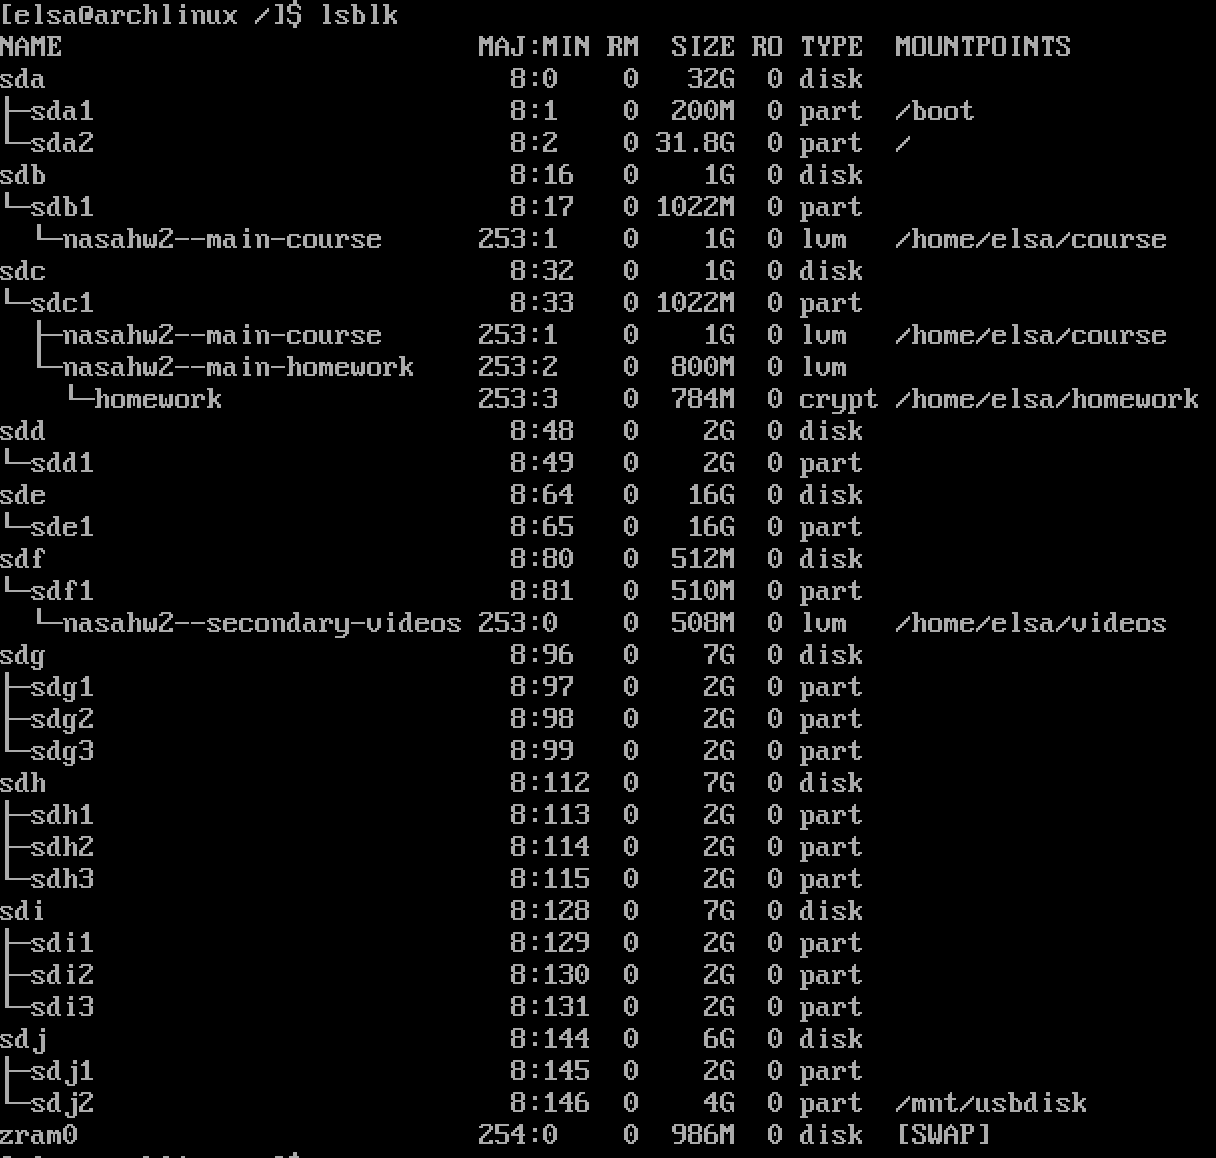 [elsa@archlinux /]$ lsblk
NAME                        MAJ:MIN RM  SIZE RO TYPE  MOUNTPOINTS
sda                           8:0    0   32G  0 disk
├─sda1                        8:1    0  200M  0 part  /boot
└─sda2                        8:2    0 31.8G  0 part  /
sdb                           8:16   0    1G  0 disk
└─sdb1                        8:17   0 1022M  0 part
  └─nasahw2--main-course      253:1    0    1G  0 lvm   /home/elsa/course
sdc                           8:32   0    1G  0 disk
└─sdc1                        8:33   0 1022M  0 part
  ├─nasahw2--main-course      253:1    0    1G  0 lvm   /home/elsa/course
  └─nasahw2--main-homework    253:2    0  800M  0 lvm
    └─homework                253:3    0  784M  0 crypt /home/elsa/homework
sdd                           8:48   0    2G  0 disk
└─sdd1                        8:49   0    2G  0 part
sde                           8:64   0   16G  0 disk
└─sde1                        8:65   0   16G  0 part
sdf                           8:80   0  512M  0 disk
└─sdf1                        8:81   0  510M  0 part
  └─nasahw2--secondary-videos 253:0    0  508M  0 lvm   /home/elsa/videos
sdg                           8:96   0    7G  0 disk
├─sdg1                        8:97   0    2G  0 part
├─sdg2                        8:98   0    2G  0 part
└─sdg3                        8:99   0    2G  0 part
sdh                           8:112  0    7G  0 disk
├─sdh1                        8:113  0    2G  0 part
├─sdh2                        8:114  0    2G  0 part
└─sdh3                        8:115  0    2G  0 part
sdi                           8:128  0    7G  0 disk
├─sdi1                        8:129  0    2G  0 part
├─sdi2                        8:130  0    2G  0 part
└─sdi3                        8:131  0    2G  0 part
sdj                           8:144  0    6G  0 disk
├─sdj1                        8:145  0    2G  0 part
└─sdj2                        8:146  0    4G  0 part  /mnt/usbdisk
zram0                       254:0    0  986M  0 disk  [SWAP]